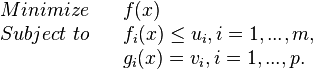 Minimize f(x)
Subject to f_i(x) ≤ u_i, i = 1, ..., m,
g_i(x) = v_i, i = 1, ..., p.